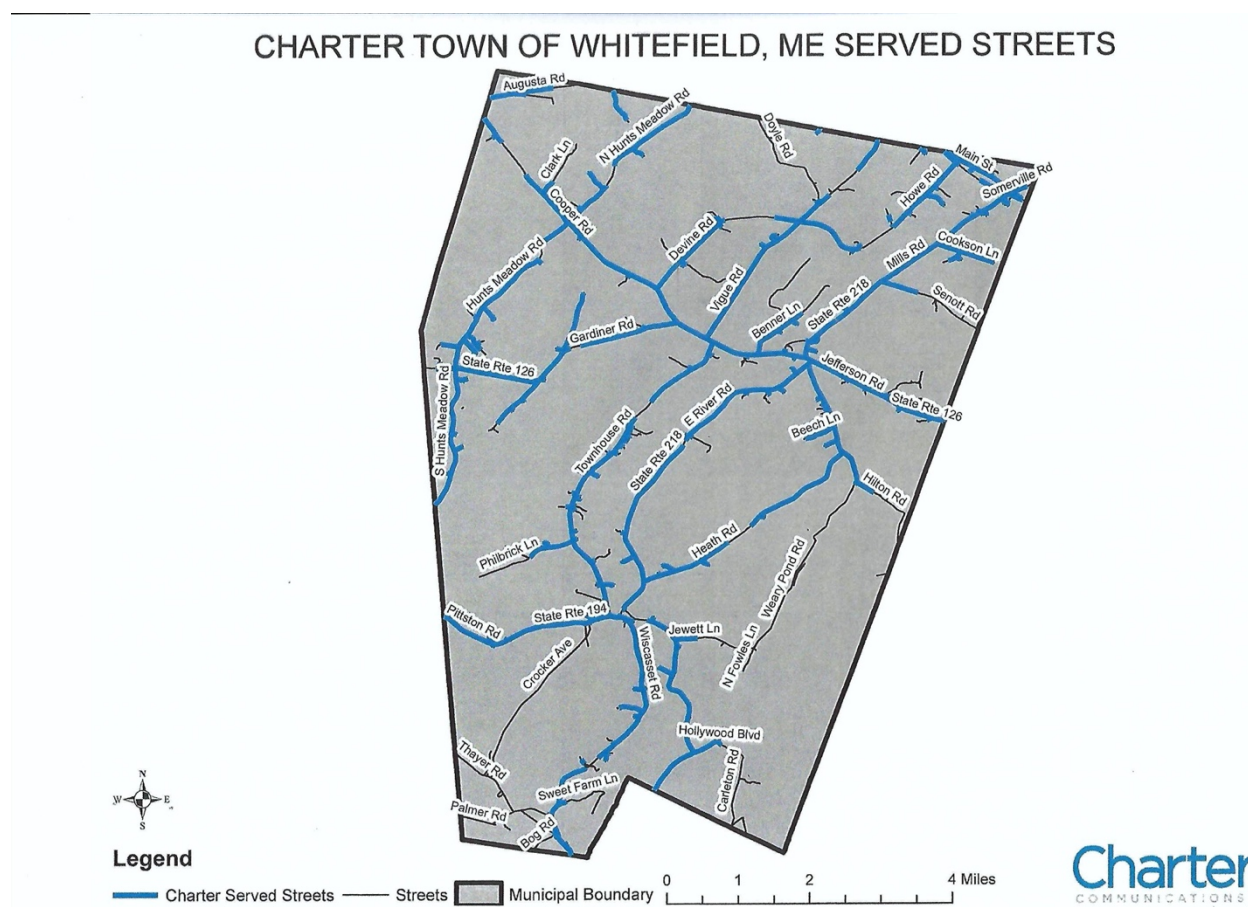 CHARTER TOWN OF WHITEFIELD, ME SERVED STREETS
Augusta Rd
N Hunts Meadow Rd
Doyle Rd
Clark Ln
Main St
Howe Rd
Somerville Rd
Cooper Rd
Devine Rd
Mills Rd
Cookson Ln
Hunts Meadow Rd
Vigue Rd
State Rte 218
Senott Rd
Benner Ln
Gardiner Rd
State Rte 126
Jefferson Rd
State Rte 126
S Hunts Meadow Rd
E River Rd
Beech Ln
Townhouse Rd
State Rte 218
Hilton Rd
Heath Rd
Philbrick Ln
Weary Pond Rd
State Rte 194
Pittston Rd
Jewett Ln
N Fowles Ln
Crocker Ave
Wiscasset Rd
Hollywood Blvd
Thayer Rd
Carleton Rd
Sweet Farm Ln
Palmer Rd
Bog Rd
N
W E
S
Legend
Charter Served Streets
Streets
Municipal Boundary
0 1 2 4 Miles
Charter
COMMUNICATIONS